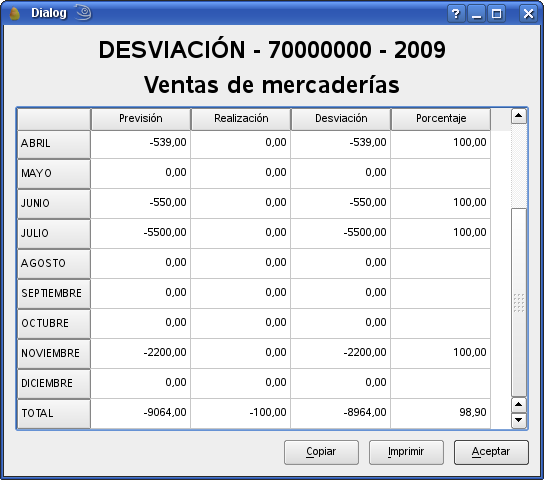 Dialog
DESVIACIÓN - 70000000 - 2009
Ventas de mercaderías
Previsión Realización Desviación Porcentaje
ABRIL -539,00 0,00 -539,00 100,00
MAYO 0,00 0,00 0,00
JUNIO -550,00 0,00 -550,00 100,00
JULIO -5500,00 0,00 -5500,00 100,00
AGOSTO 0,00 0,00 0,00
SEPTIEMBRE 0,00 0,00 0,00
OCTUBRE 0,00 0,00 0,00
NOVIEMBRE -2200,00 0,00 -2200,00 100,00
DICIEMBRE 0,00 0,00 0,00
TOTAL -9064,00 -100,00 -8964,00 98,90
Copiar Imprimir Aceptar